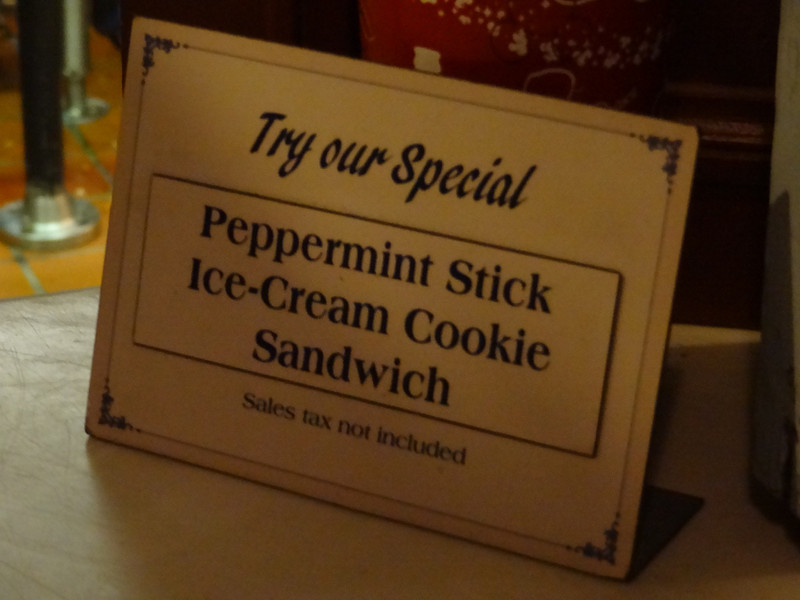 Try our Special
Peppermint Stick
Ice-Cream Cookie
Sandwich
Sales tax not included